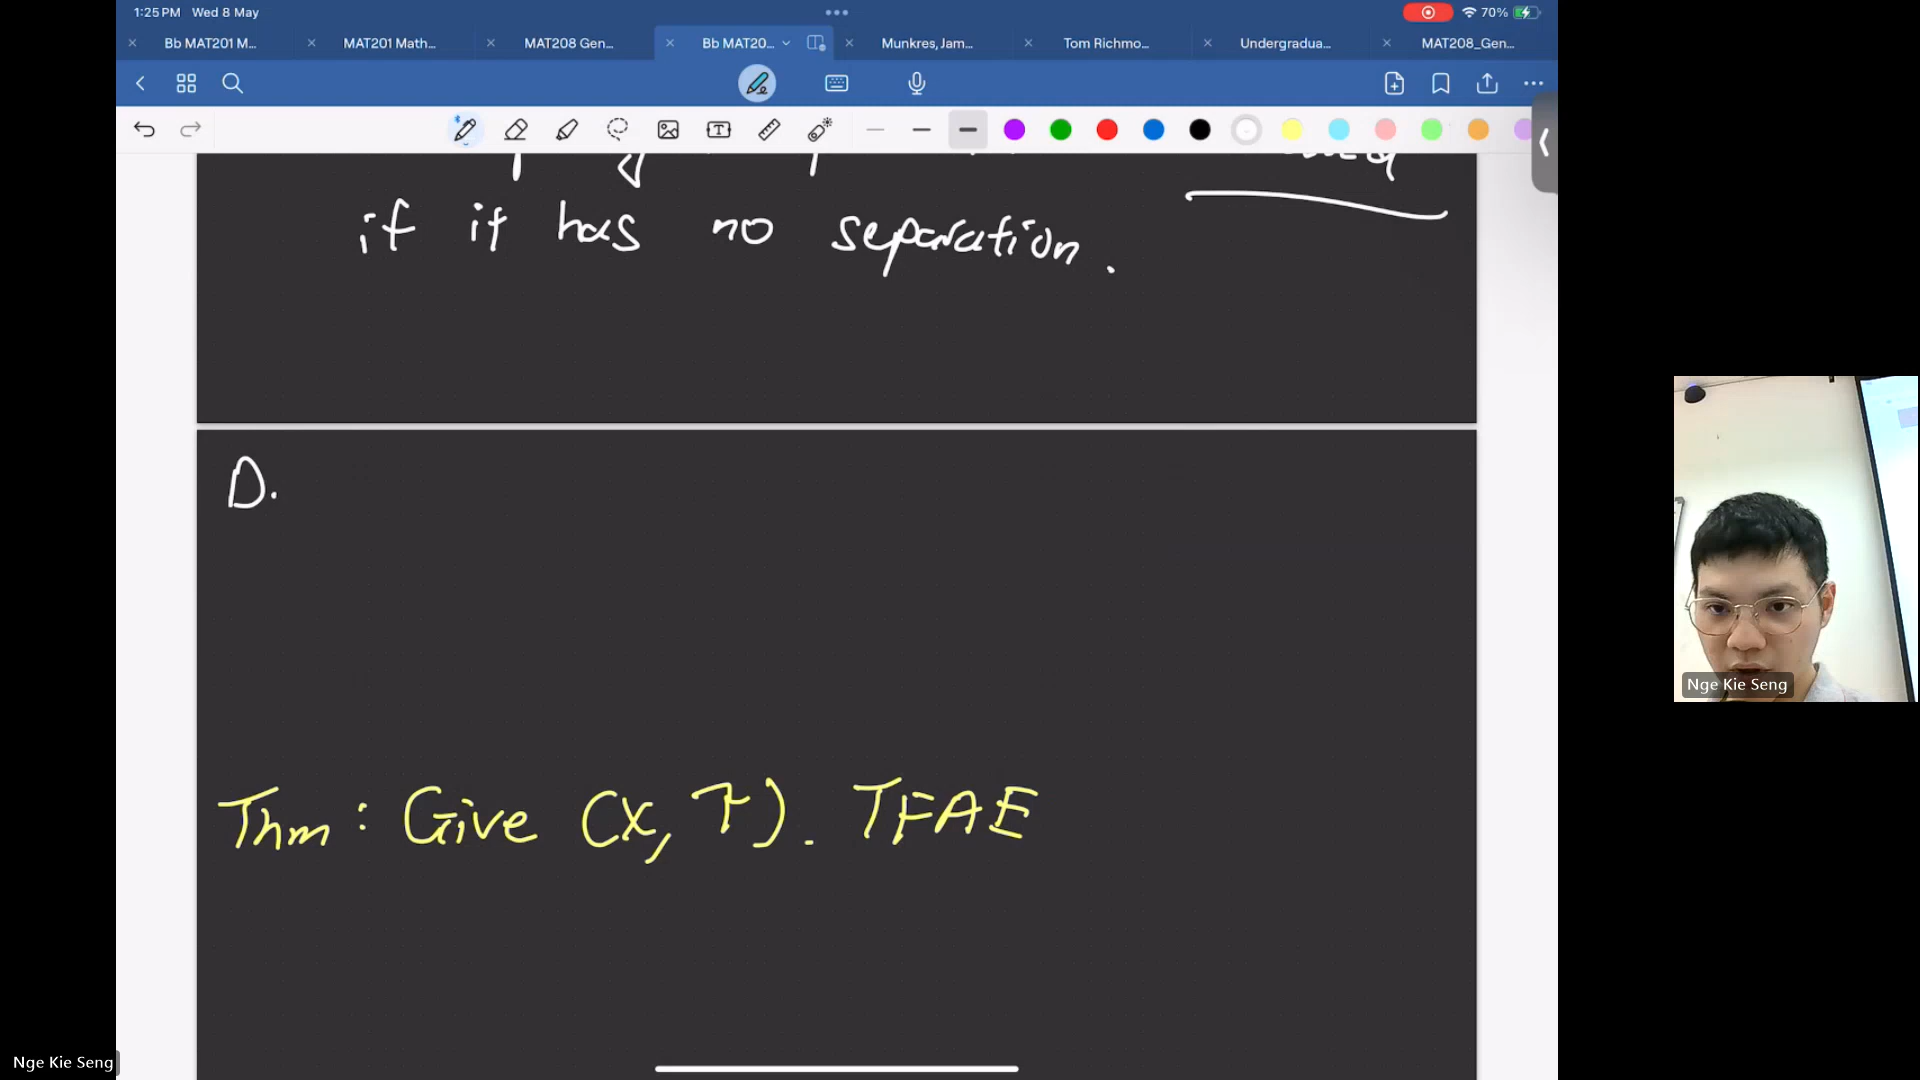 1:25 PM Wed 8 May
70%
Bb MAT201 M...
MAT201 Math...
MAT208 Gen...
Bb MAT20...
Munkres, Jam...
Tom Richmo...
Undergradua...
MAT208_Gen...
if it has no separation.
D.
Thm : Give (X, T). TFAE
Nge Kie Seng
Nge Kie Seng